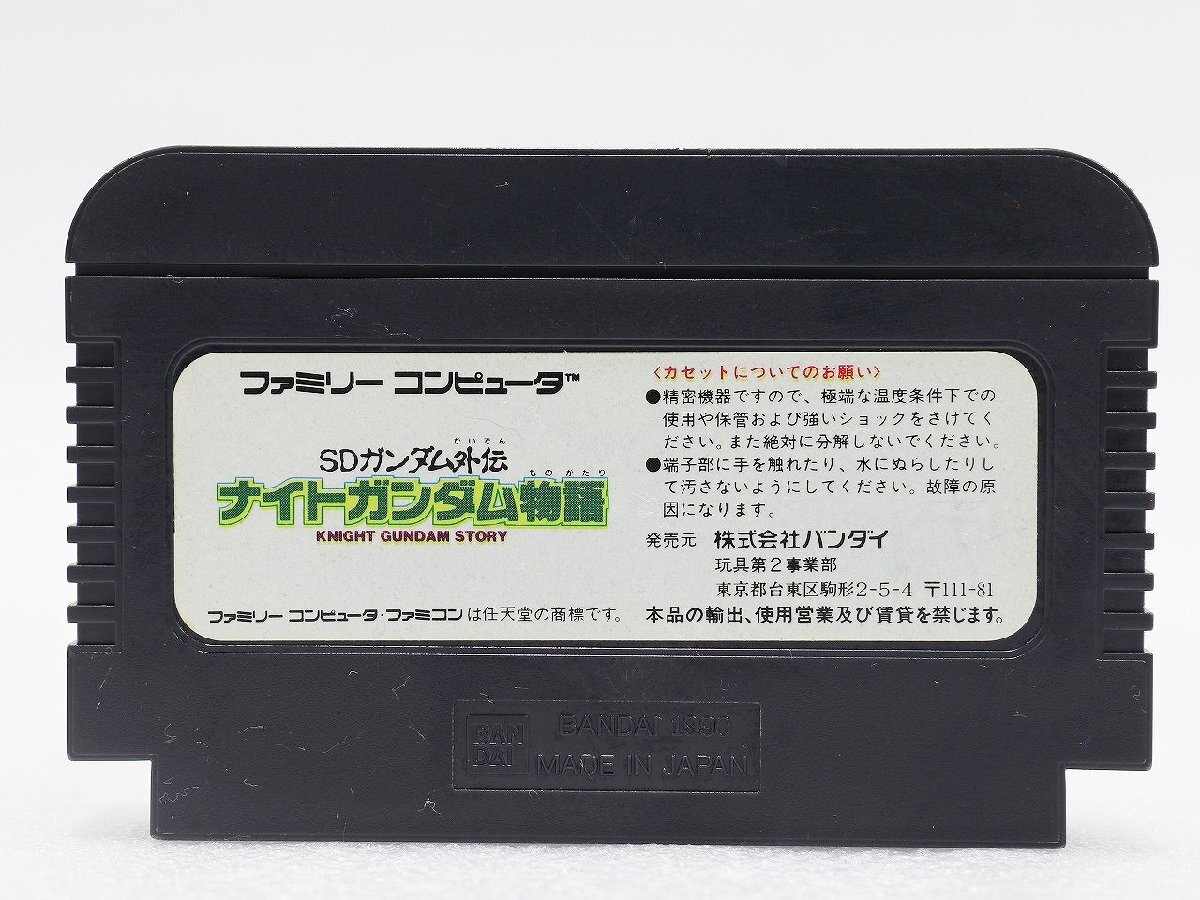 ファミリー コンピュータ™
がいでん
SDガンダム外伝
ものがたり
ナイトガンダム物語
KNIGHT GUNDAM STORY
ファミリー コンピュータ・ファミコンは任天堂の商標です。
〈カセットについてのお願い〉
●精密機器ですので、極端な温度条件下での
使用や保管および強いショックをさけてく
ださい。また絶対に分解しないでください。
●端子部に手を触れたり、水にぬらしたりし
て汚さないようにしてください。故障の原
因になります。
発売元 株式会社バンダイ
玩具第2事業部
東京都台東区駒形2-5-4 〒111-81
本品の輸出、使用営業及び賃貸を禁じます。
BAN
DAI
BANDAI 1990
MADE IN JAPAN